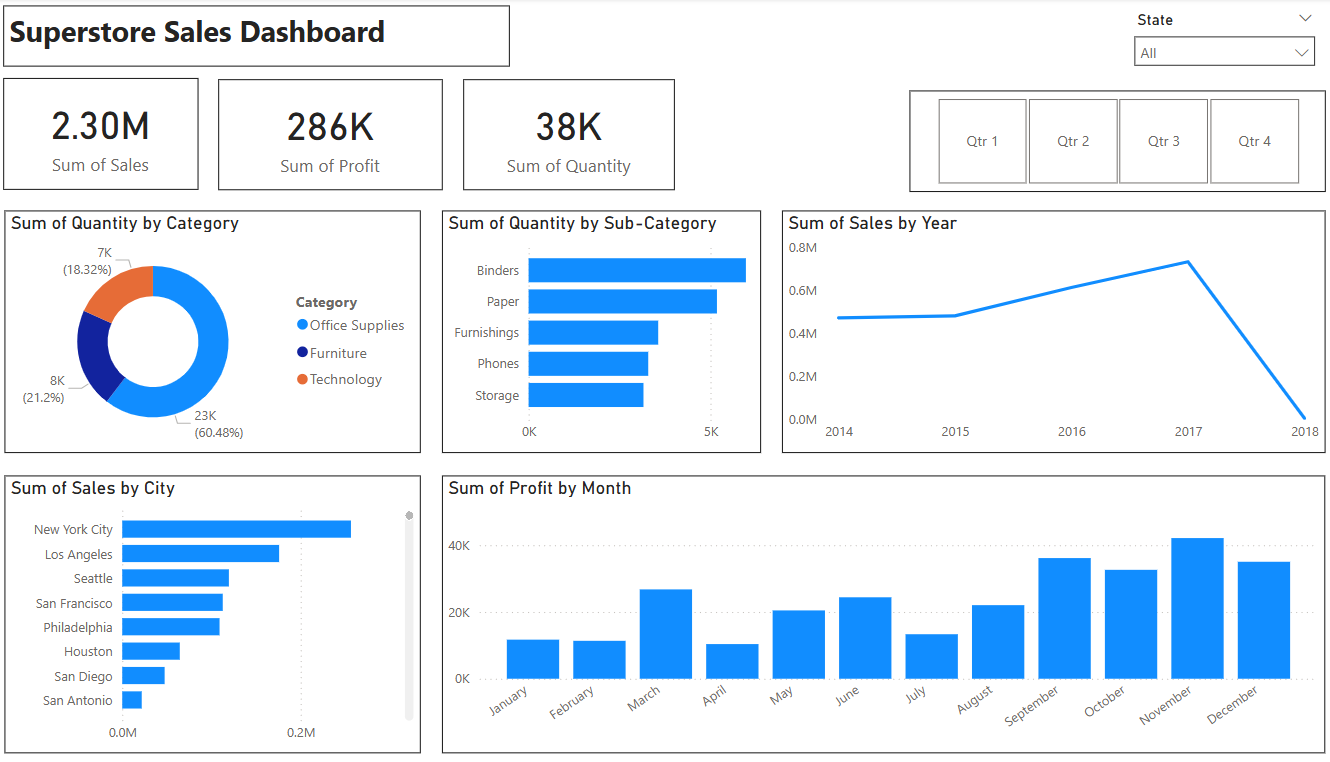 Superstore Sales Dashboard
State
All
2.30M
Sum of Sales
286K
Sum of Profit
38K
Sum of Quantity
Qtr 1
Qtr 2
Qtr 3
Qtr 4
Sum of Quantity by Category
7K
(18.32%)
8K
(21.2%)
23K
(60.48%)
Category
Office Supplies
Furniture
Technology
Sum of Quantity by Sub-Category
Binders
Paper
Furnishings
Phones
Storage
0K
5K
Sum of Sales by Year
0.8M
0.6M
0.4M
0.2M
0.0M
2014
2015
2016
2017
2018
Sum of Sales by City
New York City
Los Angeles
Seattle
San Francisco
Philadelphia
Houston
San Diego
San Antonio
0.0M
0.2M
Sum of Profit by Month
40K
20K
0K
January
February
March
April
May
June
July
August
September
October
November
December